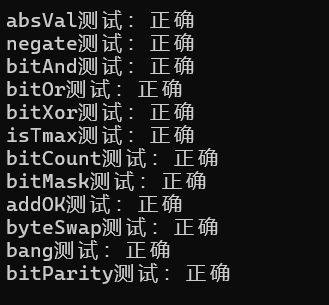 absVal测试: 正确
negate测试: 正确
bitAnd测试: 正确
bitOr测试: 正确
bitXor测试: 正确
isTmax测试: 正确
bitCount测试: 正确
bitMask测试: 正确
addOK测试: 正确
byteSwap测试: 正确
bang测试: 正确
bitParity测试: 正确